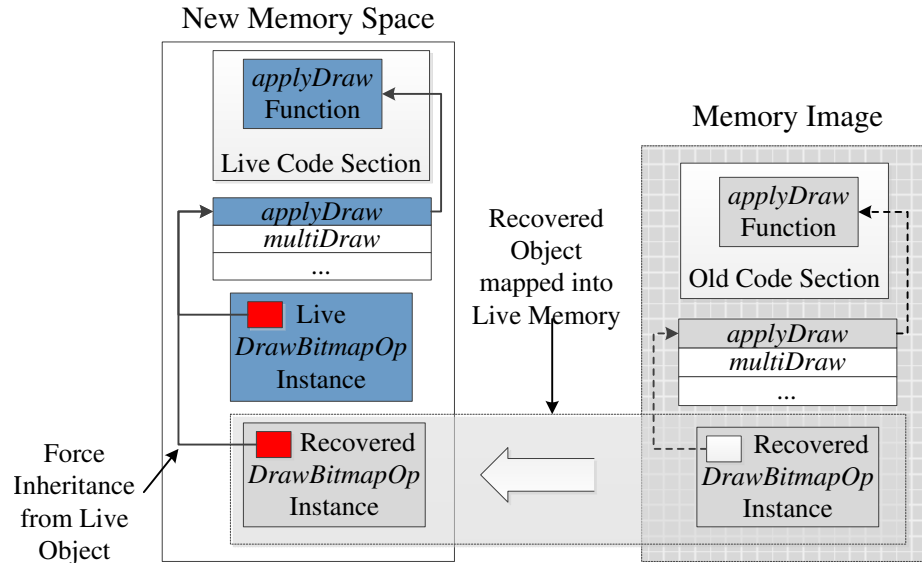 New Memory Space
applyDraw
Function
Live Code Section
applyDraw
multiDraw
...
Live
DrawBitmapOp
Instance
Recovered
DrawBitmapOp
Instance
Force
Inheritance
from Live
Object
Recovered
Object
mapped into
Live Memory
Memory Image
applyDraw
Function
Old Code Section
applyDraw
multiDraw
...
Recovered
DrawBitmapOp
Instance